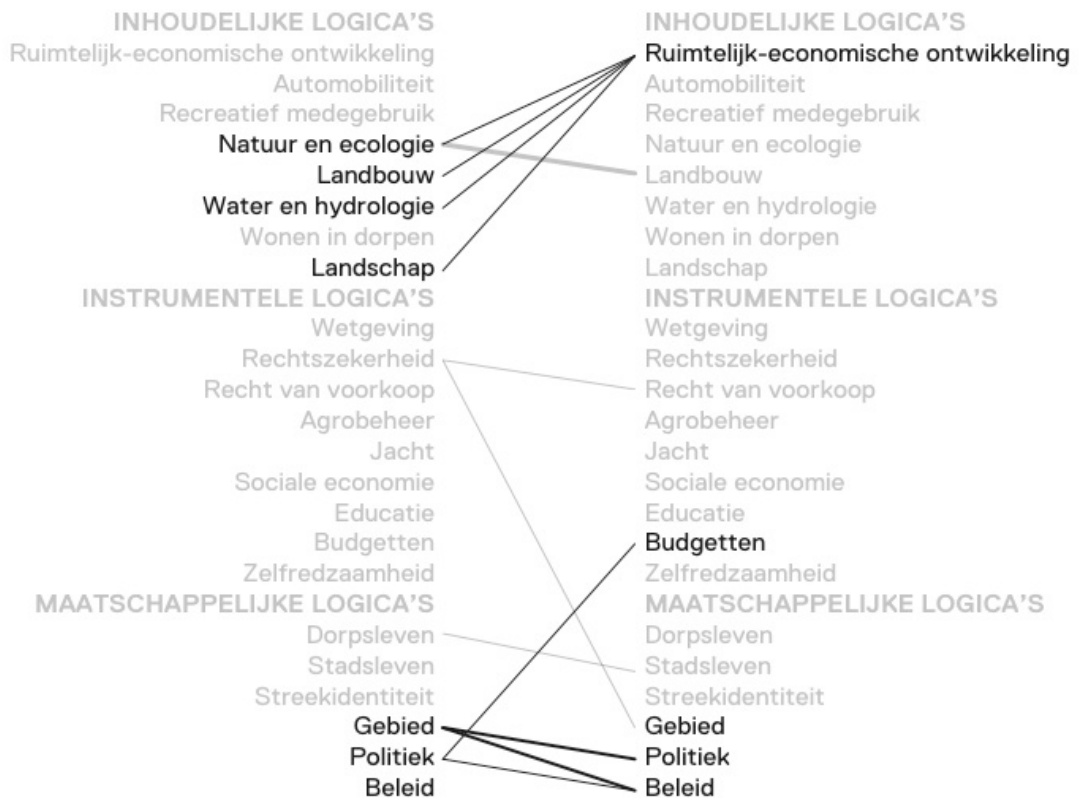 INHOUDELIJKE LOGICA'S
Ruimtelijk-economische ontwikkeling
Automobiliteit
Recreatief medegebruik
Natuur en ecologie
Landbouw
Water en hydrologie
Wonen in dorpen
Landschap
INSTRUMENTELE LOGICA'S
Wetgeving
Rechtszekerheid
Recht van voorkoop
Agrobeheer
Jacht
Sociale economie
Educatie
Budgetten
Zelfredzaamheid
MAATSCHAPPELIJKE LOGICA'S
Dorpsleven
Stadsleven
Streekidentiteit
Gebied
Politiek
Beleid
INHOUDELIJKE LOGICA'S
Ruimtelijk-economische ontwikkeling
Automobiliteit
Recreatief medegebruik
Natuur en ecologie
Landbouw
Water en hydrologie
Wonen in dorpen
Landschap
INSTRUMENTELE LOGICA'S
Wetgeving
Rechtszekerheid
Recht van voorkoop
Agrobeheer
Jacht
Sociale economie
Educatie
Budgetten
Zelfredzaamheid
MAATSCHAPPELIJKE LOGICA'S
Dorpsleven
Stadsleven
Streekidentiteit
Gebied
Politiek
Beleid